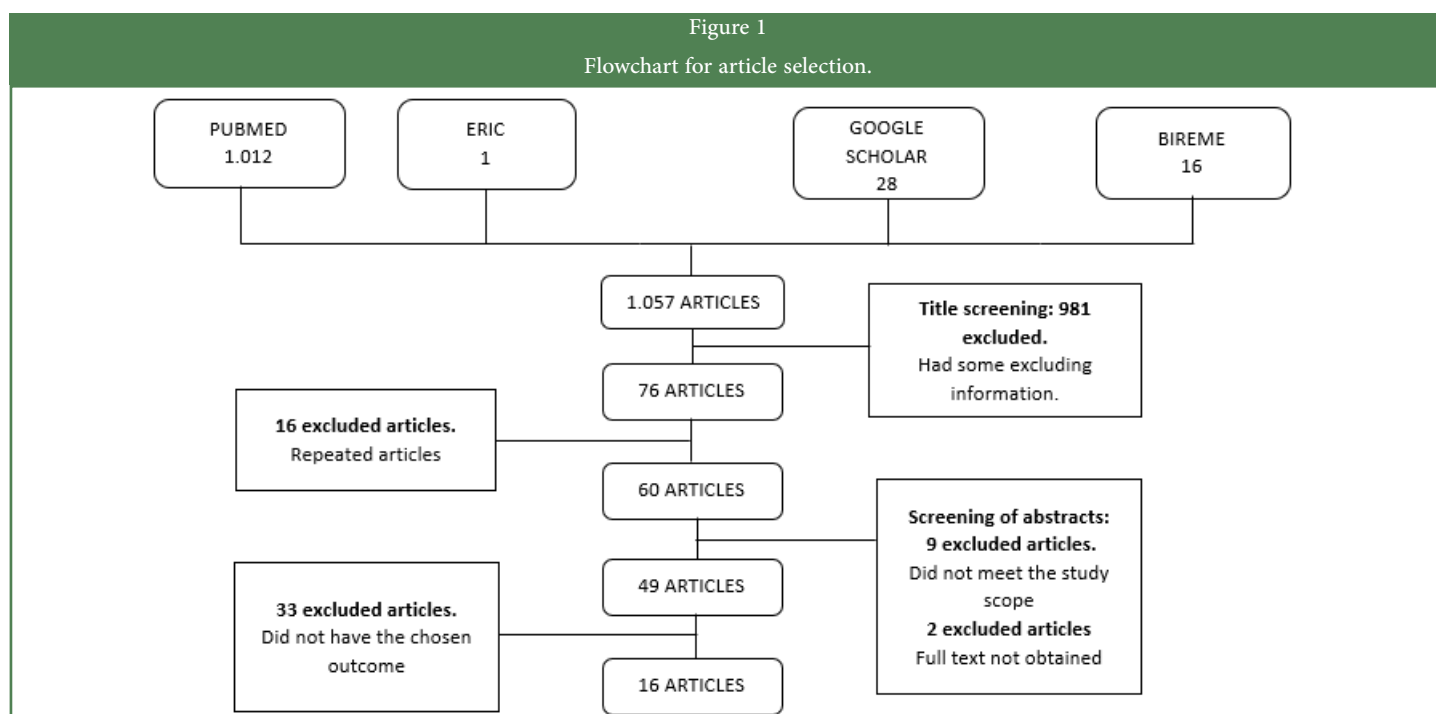 Figure 1
Flowchart for article selection.
PUBMED
1.012
ERIC
1
GOOGLE
SCHOLAR
28
BIREME
16
1.057 ARTICLES
Title screening: 981
excluded.
Had some excluding
information.
76 ARTICLES
16 excluded articles.
Repeated articles
60 ARTICLES
Screening of abstracts:
9 excluded articles.
Did not meet the study
scope
2 excluded articles
Full text not obtained
49 ARTICLES
33 excluded articles.
Did not have the chosen
outcome
16 ARTICLES